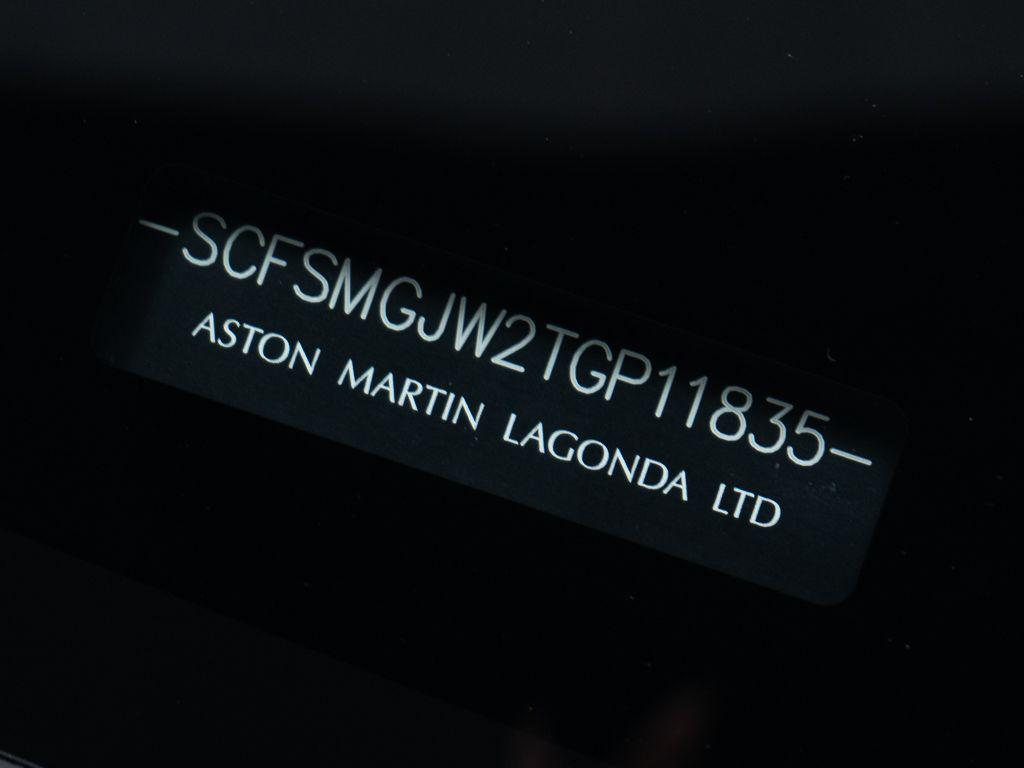 -SCFSMGJW2TGP11835-
ASTON MARTIN LAGONDA LTD